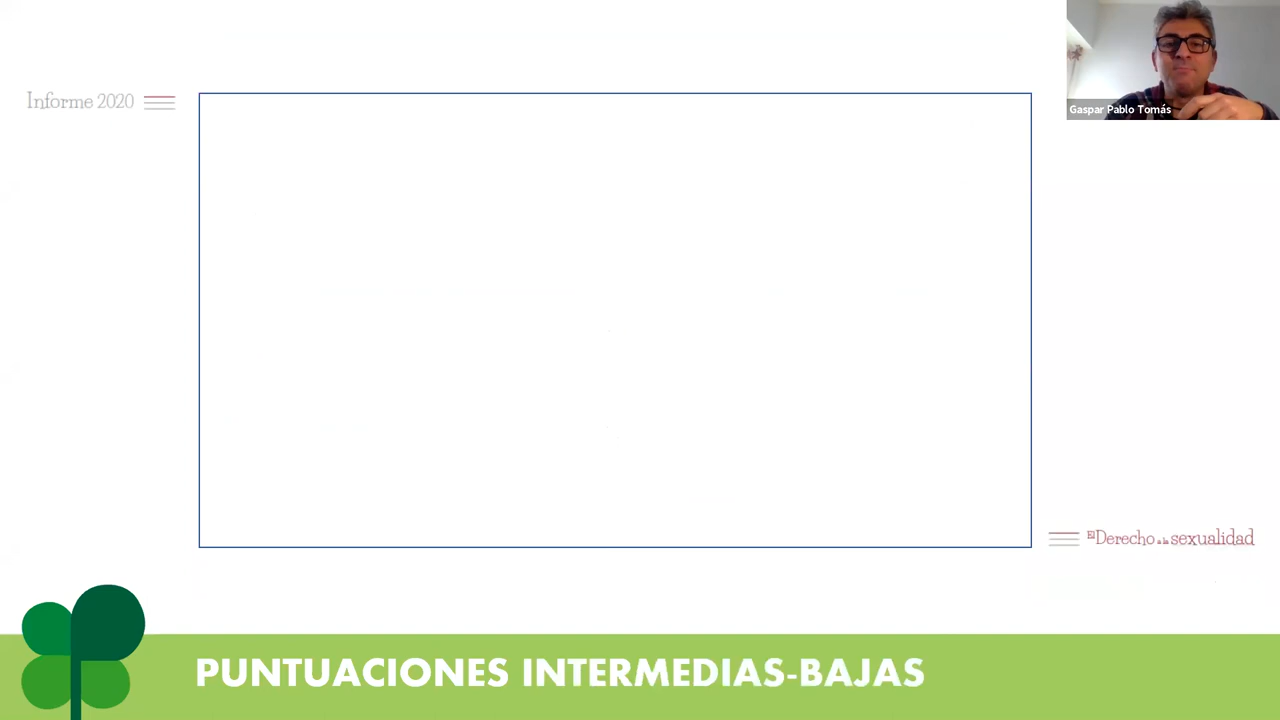 Informe 2020
Gaspar Pablo Tomás
El Derecho a la sexualidad
PUNTUACIONES INTERMEDIAS-BAJAS